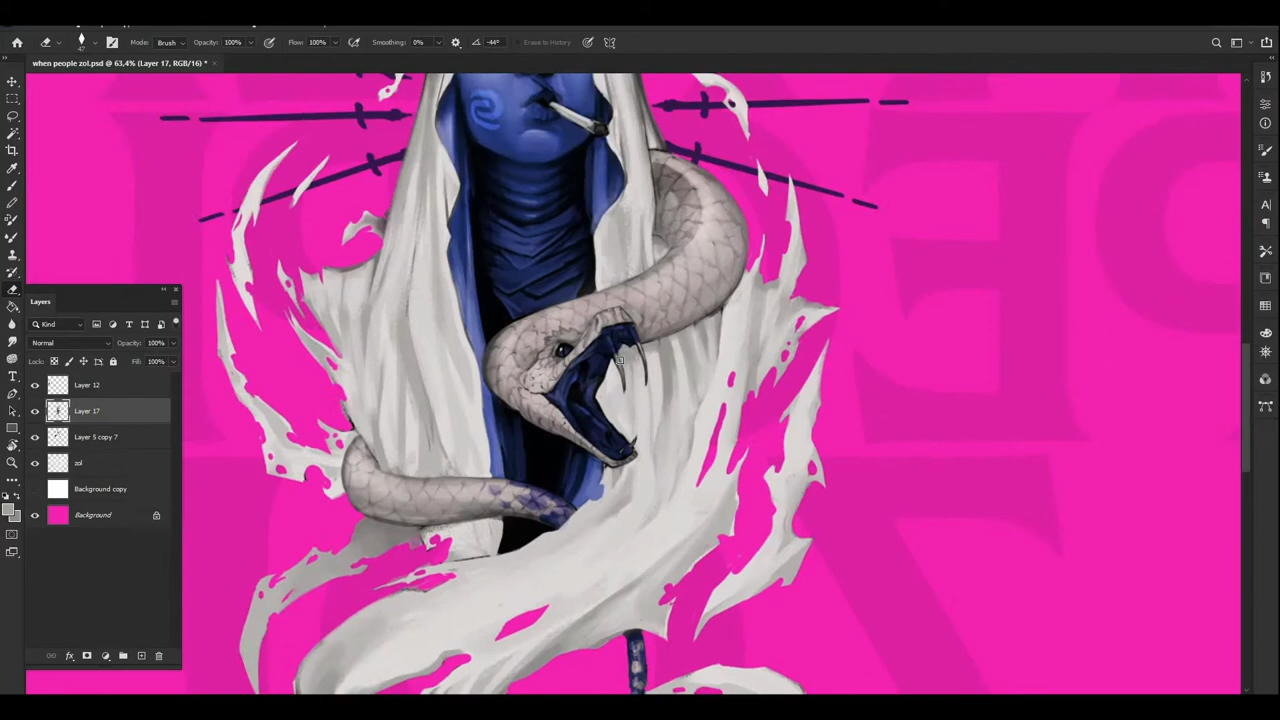 47 Mode: Brush Opacity: 100% Flow: 100% Smoothing: 0% -44° Erase to History
when people zol.psd @ 63,4% (Layer 17, RGB/16) *
Layers
Kind
Normal Opacity: 100%
Lock: Fill: 100%
Layer 12
Layer 17
Layer 5 copy 7
zol
Background copy
Background